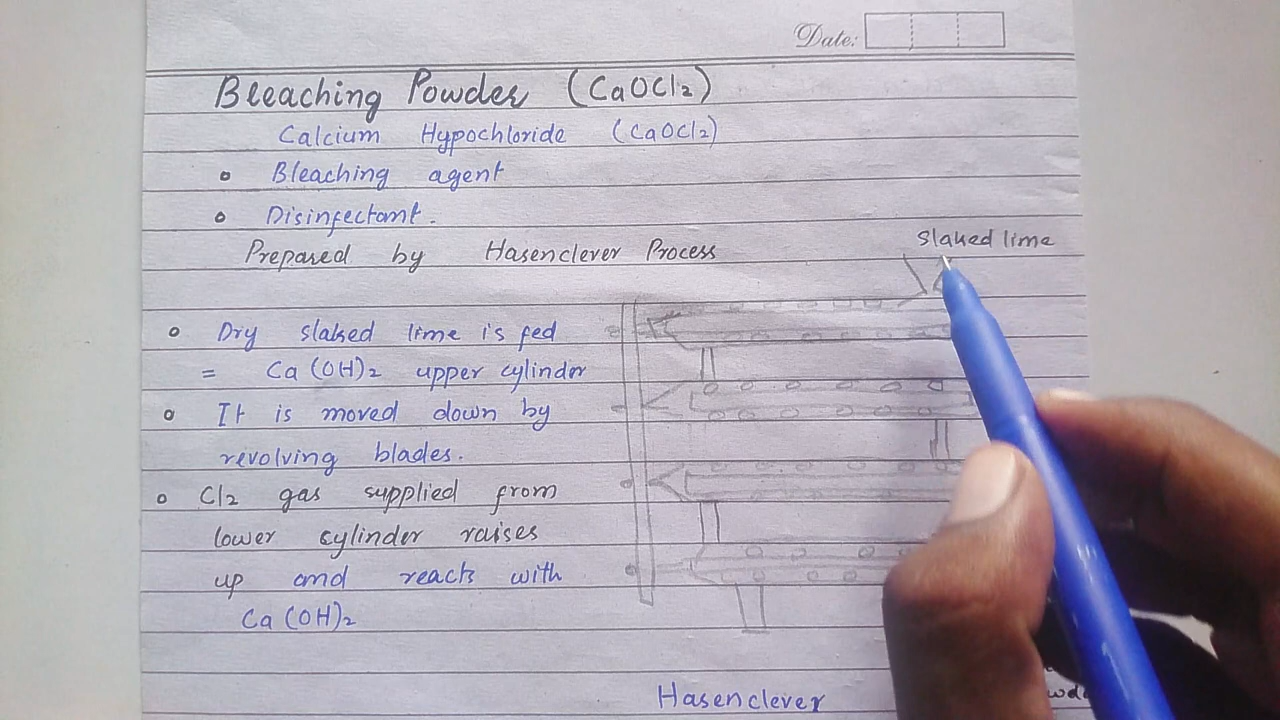 Date:
Bleaching Powder (CaOCl2)
Calcium Hypochloride (CaOCl2)
Bleaching agent
Disinfectant.
Prepared by Hasenclever Process
Slaked lime
Dry slaked lime is fed
= Ca(OH)2 upper cylinder
It is moved down by
revolving blades.
Cl2 gas supplied from
lower cylinder raises
up and reacts with
Ca(OH)2
Hasenclever